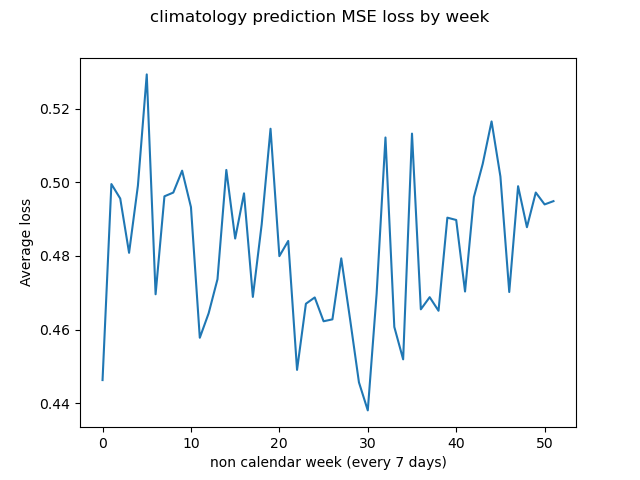 climatology prediction MSE loss by week
0.52
0.50
0.48
0.46
0.44
Average loss
0 10 20 30 40 50
non calendar week (every 7 days)